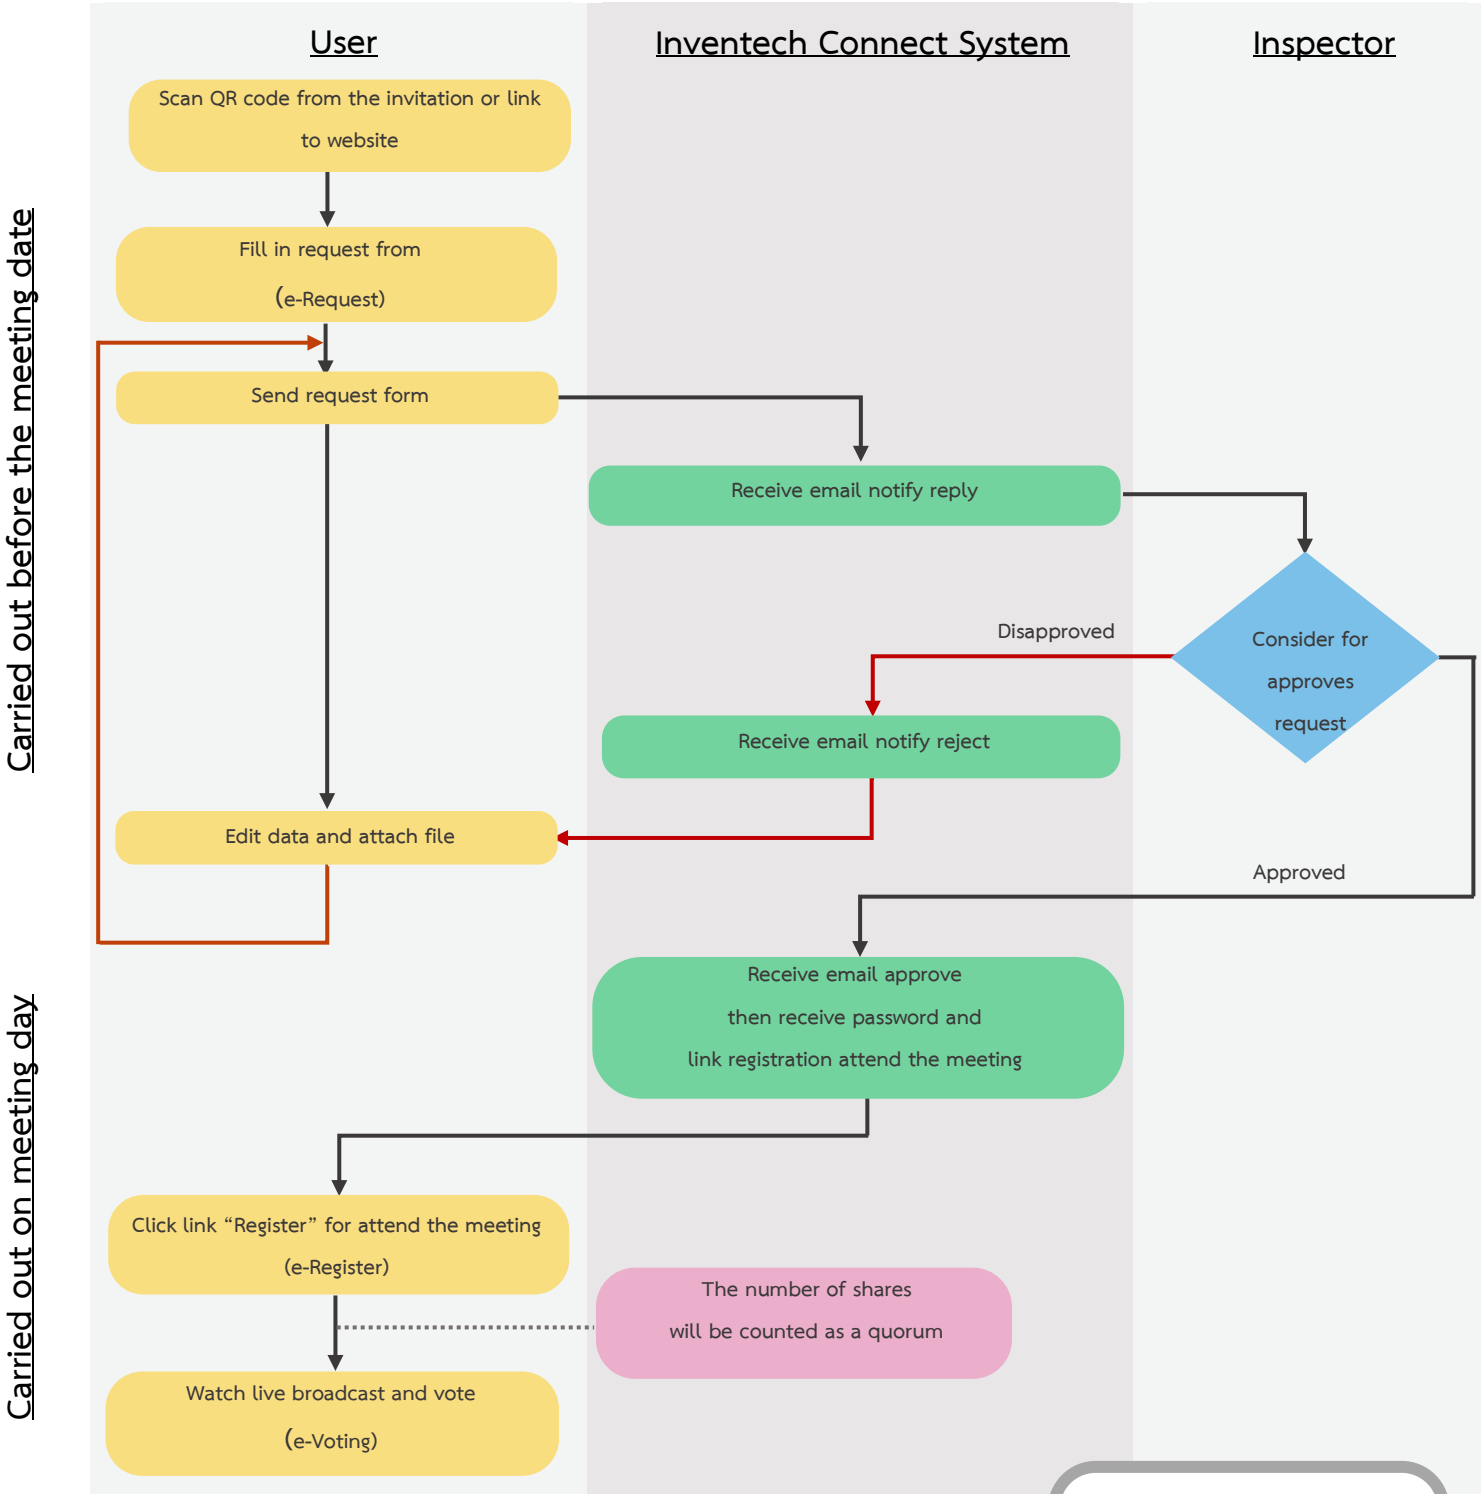 User
Inventech Connect System
Inspector
Carried out before the meeting date
Scan QR code from the invitation or link
to website
Fill in request from
(e-Request)
Send request form
Receive email notify reply
Disapproved
Consider for
approves
request
Receive email notify reject
Edit data and attach file
Approved
Carried out on meeting day
Receive email approve
then receive password and
link registration attend the meeting
Click link “Register” for attend the meeting
(e-Register)
The number of shares
will be counted as a quorum
Watch live broadcast and vote
(e-Voting)